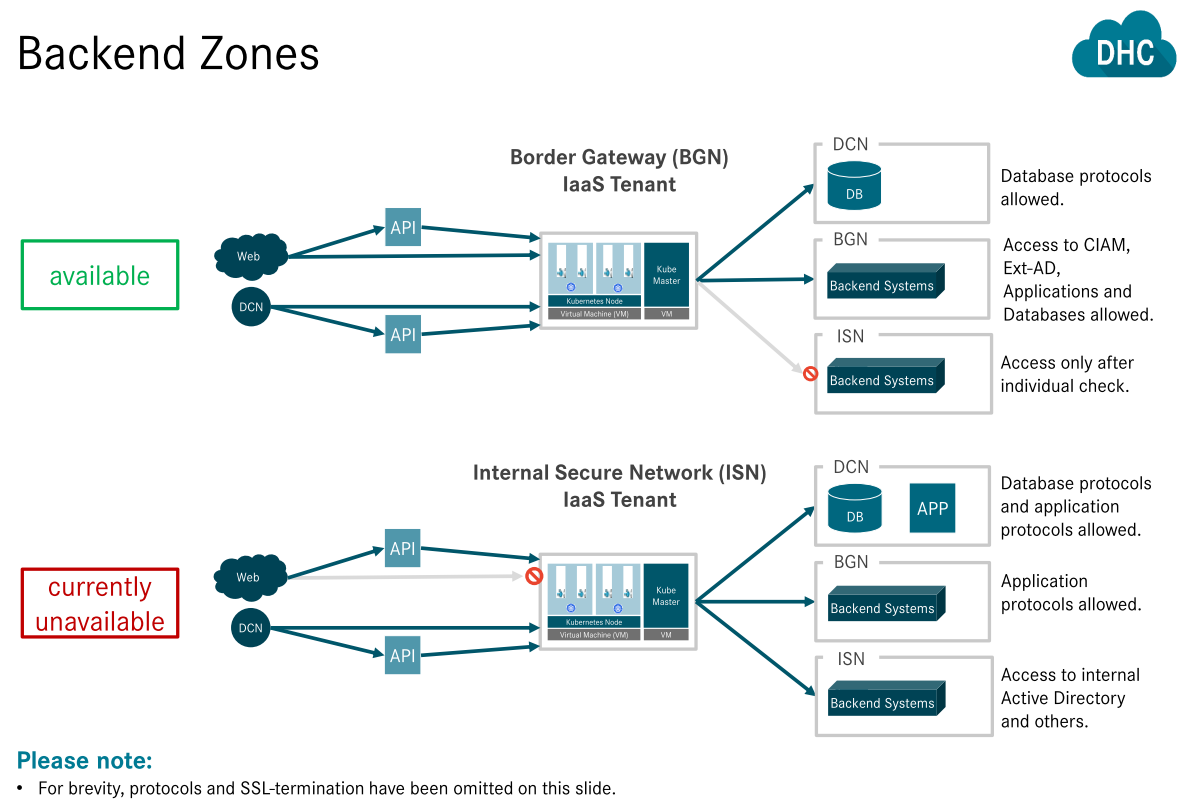 Backend Zones
DHC
Border Gateway (BGN)
IaaS Tenant
available
Web
DCN
API
API
Kubernetes Node
Virtual Machine (VM)
Kube
Master
VM
DCN
DB
Database protocols
allowed.
BGN
Backend Systems
Access to CIAM,
Ext-AD,
Applications and
Databases allowed.
ISN
Backend Systems
Access only after
individual check.
Internal Secure Network (ISN)
IaaS Tenant
currently
unavailable
Web
DCN
API
API
Kubernetes Node
Virtual Machine (VM)
Kube
Master
VM
DCN
DB
APP
Database protocols
and application
protocols allowed.
BGN
Backend Systems
Application
protocols allowed.
ISN
Backend Systems
Access to internal
Active Directory
and others.
Please note:
• For brevity, protocols and SSL-termination have been omitted on this slide.